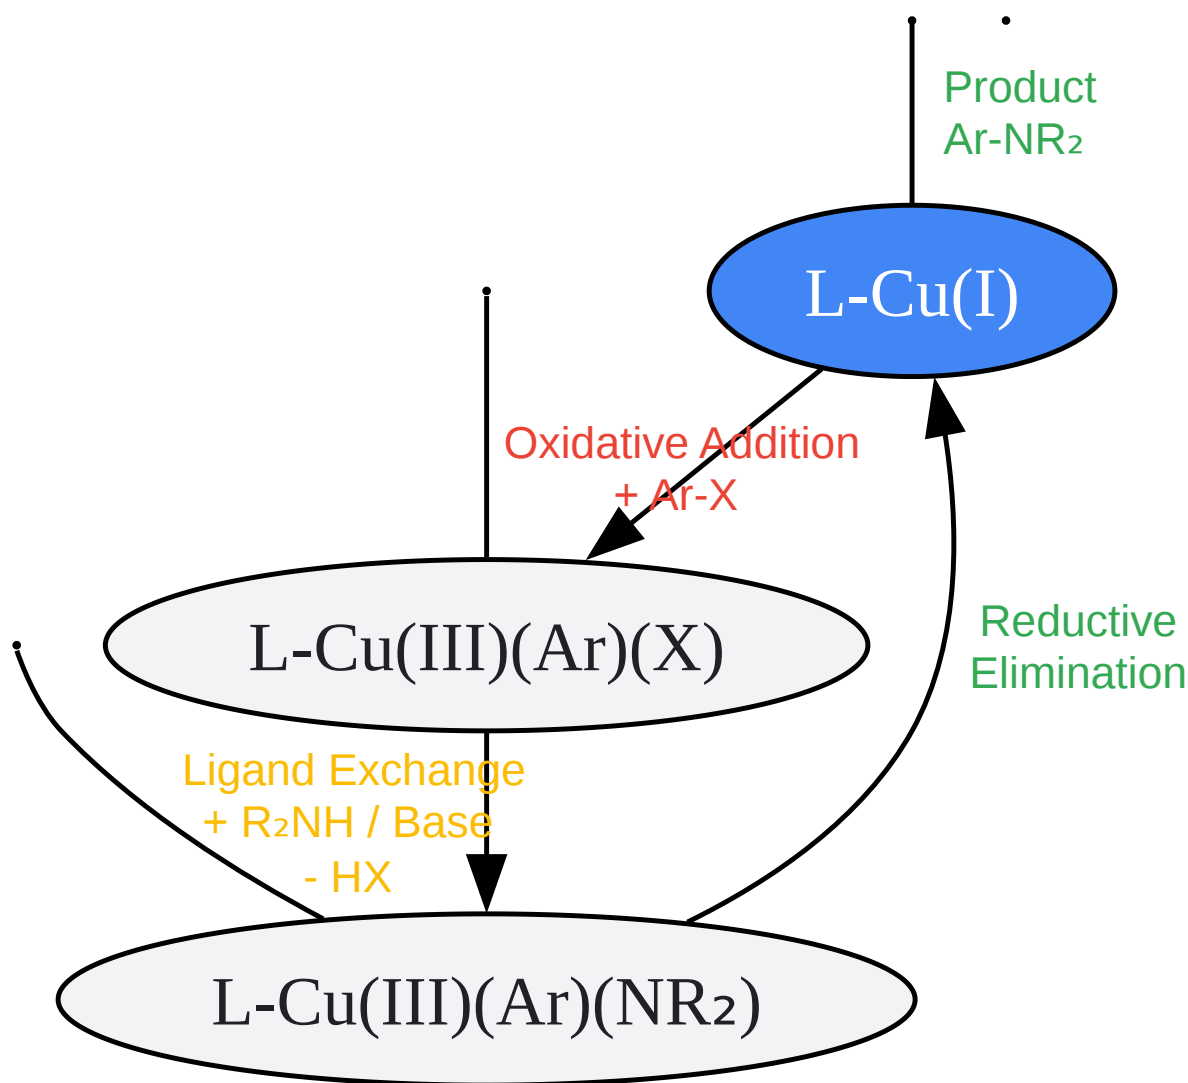 Product
Ar-NR₂
L-Cu(I)
Oxidative Addition
+ Ar-X
L-Cu(III)(Ar)(X)
Reductive
Elimination
Ligand Exchange
+ R₂NH / Base
- HX
L-Cu(III)(Ar)(NR₂)